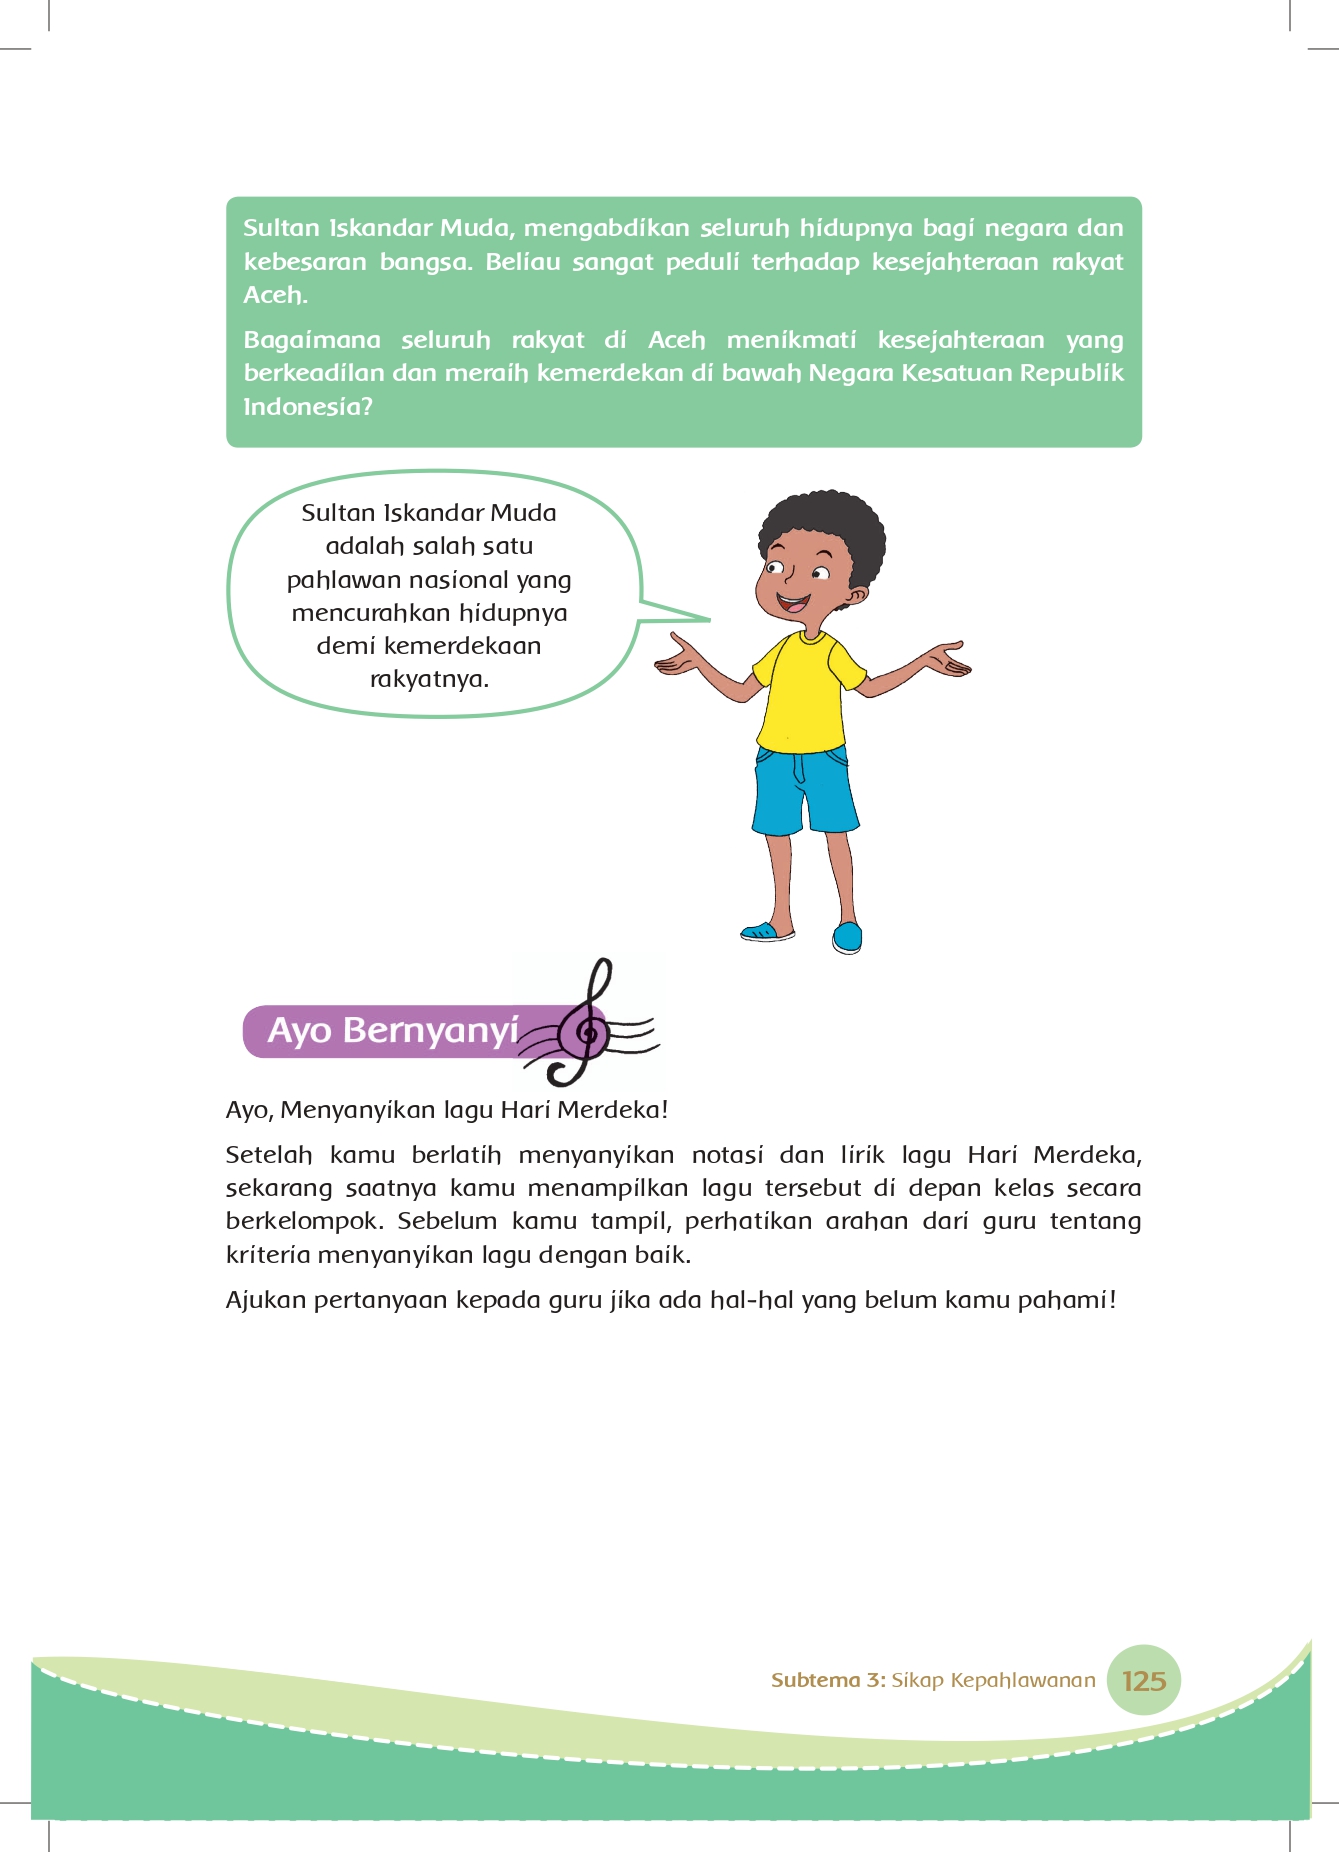 Sultan Iskandar Muda, mengabdikan seluruh hidupnya bagi negara dan
kebesaran bangsa. Beliau sangat peduli terhadap kesejahteraan rakyat
Aceh.
Bagaimana seluruh rakyat di Aceh menikmati kesejahteraan yang
berkeadilan dan meraih kemerdekan di bawah Negara Kesatuan Republik
Indonesia?
Sultan Iskandar Muda
adalah salah satu
pahlawan nasional yang
mencurahkan hidupnya
demi kemerdekaan
rakyatnya.
Ayo Bernyanyi
Ayo, Menyanyikan lagu Hari Merdeka!
Setelah kamu berlatih menyanyikan notasi dan lirik lagu Hari Merdeka,
sekarang saatnya kamu menampilkan lagu tersebut di depan kelas secara
berkelompok. Sebelum kamu tampil, perhatikan arahan dari guru tentang
kriteria menyanyikan lagu dengan baik.
Ajukan pertanyaan kepada guru jika ada hal-hal yang belum kamu pahami!
Subtema 3: Sikap Kepahlawanan 125